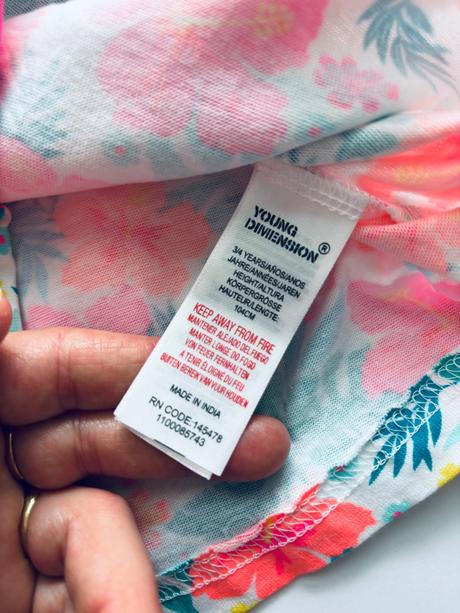 YOUNG
DIMENSION®
3/4 YEARS/AÑOS/ANOS
JAHRE/ANNÉES/JAREN
HEIGHT/ALTURA
KÖRPERGRÖSSE
HAUTEUR/LENGTE:
104CM
KEEP AWAY FROM FIRE
MANTENER ALEJADO DEL FUEGO
MANTER LONGE DO FOGO
VON FEUER FERNHALTEN
A TENIR ÉLOIGNÉ DU FEU
BUITEN BEREIK VAN VUUR HOUDEN
MADE IN INDIA
RN CODE:145478
1100085743